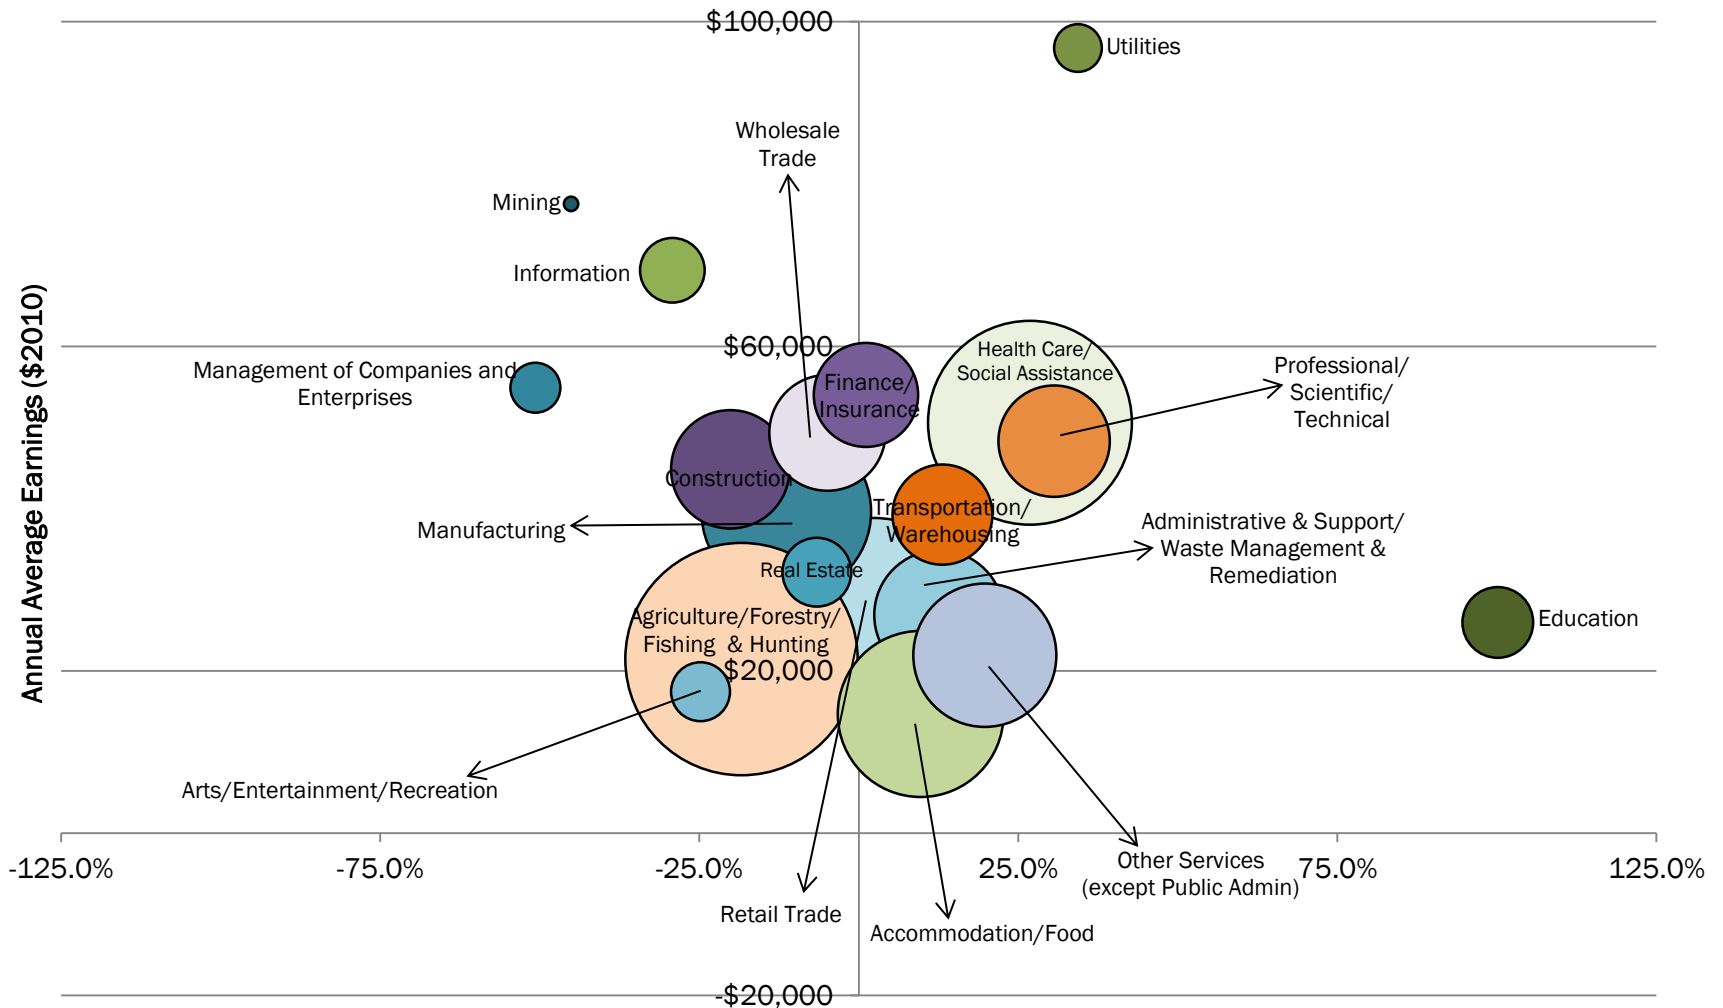 $100,000
Utilities
Wholesale
Trade
Mining
Information
Annual Average Earnings ($2010)
$60,000
Health Care/
Social Assistance
Professional/
Scientific/
Technical
Management of Companies and
Enterprises
Finance/
Insurance
Construction
Transportation/
Warehousing
Manufacturing
Administrative & Support/
Waste Management &
Remediation
Real Estate
Agriculture/Forestry/
Fishing & Hunting
Education
$20,000
Arts/Entertainment/Recreation
-125.0%
-75.0%
-25.0%
25.0%
75.0%
125.0%
Other Services
(except Public Admin)
Retail Trade
Accommodation/Food
-$20,000